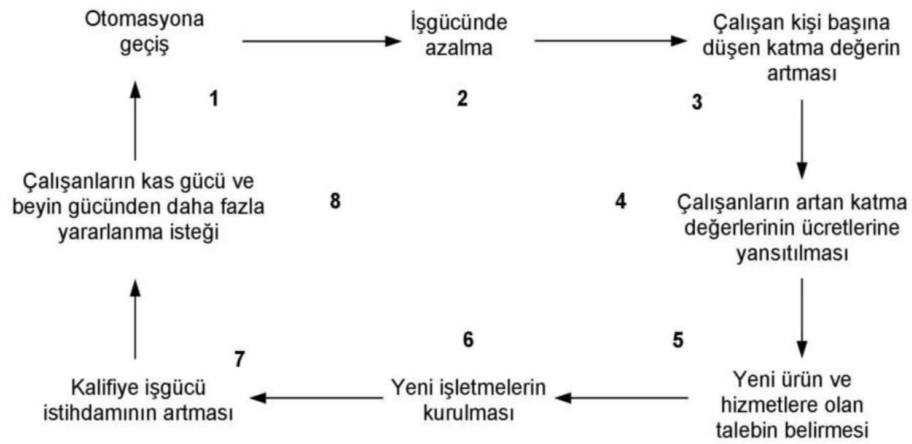 Otomasyona
geçiş
İşgücünde
azalma
Çalışan kişi başına
düşen katma değerin
artması
1
2
3
Çalışanların kas gücü ve
beyin gücünden daha fazla
yararlanma isteği
8
4
Çalışanların artan katma
değerlerinin ücretlerine
yansıtılması
7
6
5
Kalifiye işgücü
istihdamının artması
Yeni işletmelerin
kurulması
Yeni ürün ve
hizmetlere olan
talebin belirmesi